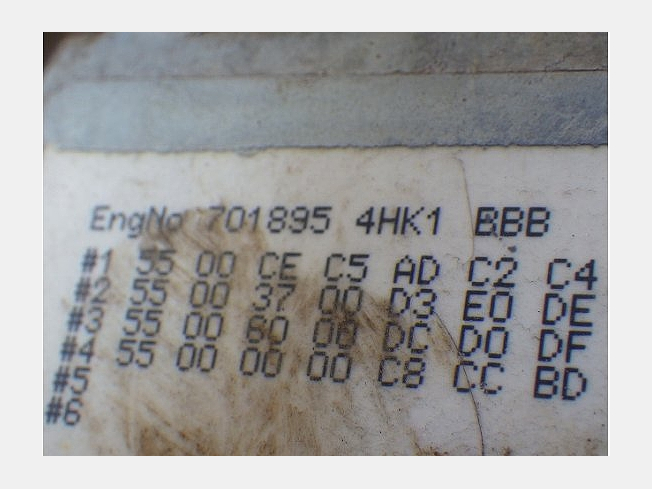 EngNo 701895 4HK1 BBB
#1 55 00 CE C5 AD C2 C4
#2 55 00 37 00 D3 E0 DE
#3 55 00 60 DC D0 DF
#4 55 00 00 00 C8 CC BD
#5
#6